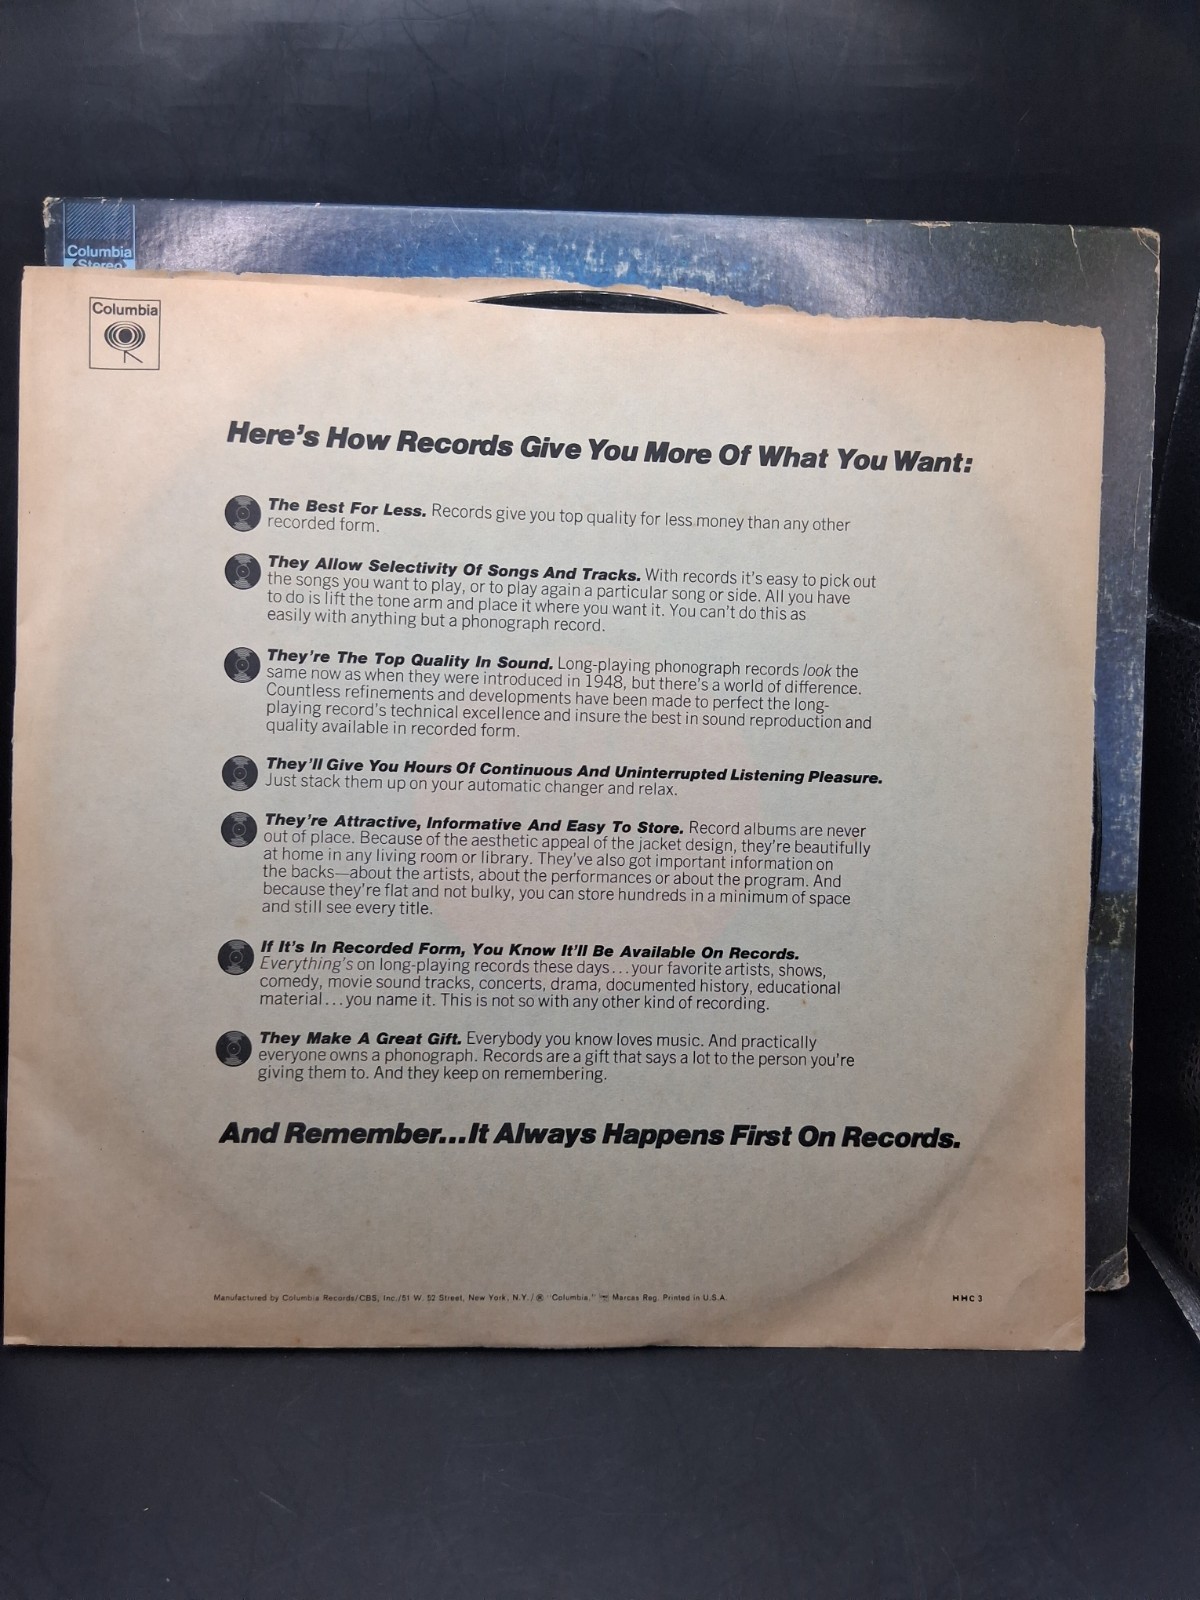 Columbia
Stereo
Columbia
Here's How Records Give You More Of What You Want:
The Best For Less. Records give you top quality for less money than any other
recorded form.
They Allow Selectivity Of Songs And Tracks. With records it's easy to pick out
the songs you want to play, or to play again a particular song or side. All you have
to do is lift the tone arm and place it where you want it. You can't do this as
easily with anything but a phonograph record.
They're The Top Quality In Sound. Long-playing phonograph records look the
same now as when they were introduced in 1948, but there's a world of difference.
Countless refinements and developments have been made to perfect the long-
playing record's technical excellence and insure the best in sound reproduction and
quality available in recorded form.
They'll Give You Hours Of Continuous And Uninterrupted Listening Pleasure.
Just stack them up on your automatic changer and relax.
They're Attractive, Informative And Easy To Store. Record albums are never
out of place. Because of the aesthetic appeal of the jacket design, they're beautifully
at home in any living room or library. They've also got important information on
the backs—about the artists, about the performances or about the program. And
because they're flat and not bulky, you can store hundreds in a minimum of space
and still see every title.
If It's In Recorded Form, You Know It'll Be Available On Records.
Everything's on long-playing records these days...your favorite artists, shows,
comedy, movie sound tracks, concerts, drama, documented history, educational
material...you name it. This is not so with any other kind of recording.
They Make A Great Gift. Everybody you know loves music. And practically
everyone owns a phonograph. Records are a gift that says a lot to the person you're
giving them to. And they keep on remembering.
And Remember...It Always Happens First On Records.
Manufactured by Columbia Records/CBS, Inc./51 W. 52 Street, New York, N.Y./® "Columbia," Marcas Reg. Printed in U.S.A.
HHC 3